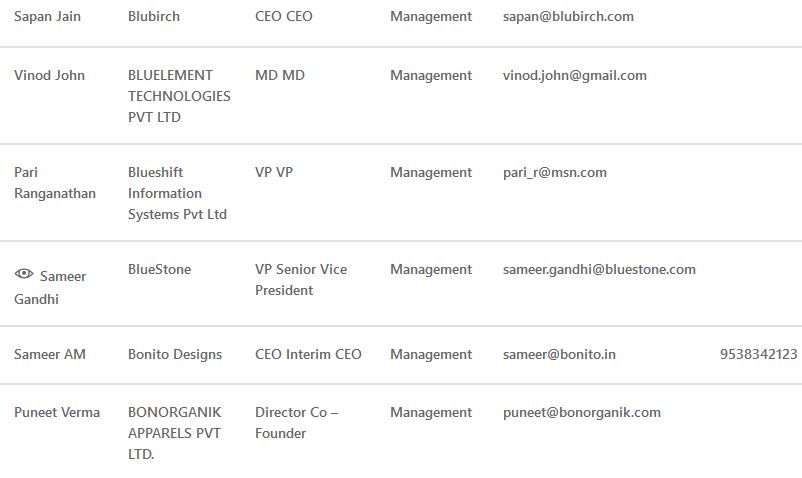 Sapan Jain Blubirch CEO CEO Management sapan@blubirch.com
Vinod John BLUELEMENT MD MD Management vinod.john@gmail.com
TECHNOLOGIES
PVT LTD
Pari Blueshift VP VP Management pari_r@msn.com
Ranganathan Information
Systems Pvt Ltd
Sameer BlueStone VP Senior Vice Management sameer.gandhi@bluestone.com
Gandhi President
Sameer AM Bonito Designs CEO Interim CEO Management sameer@bonito.in 9538342123
Puneet Verma BONORGANIK Director Co – Management puneet@bonorganik.com
APPARELS PVT Founder
LTD.